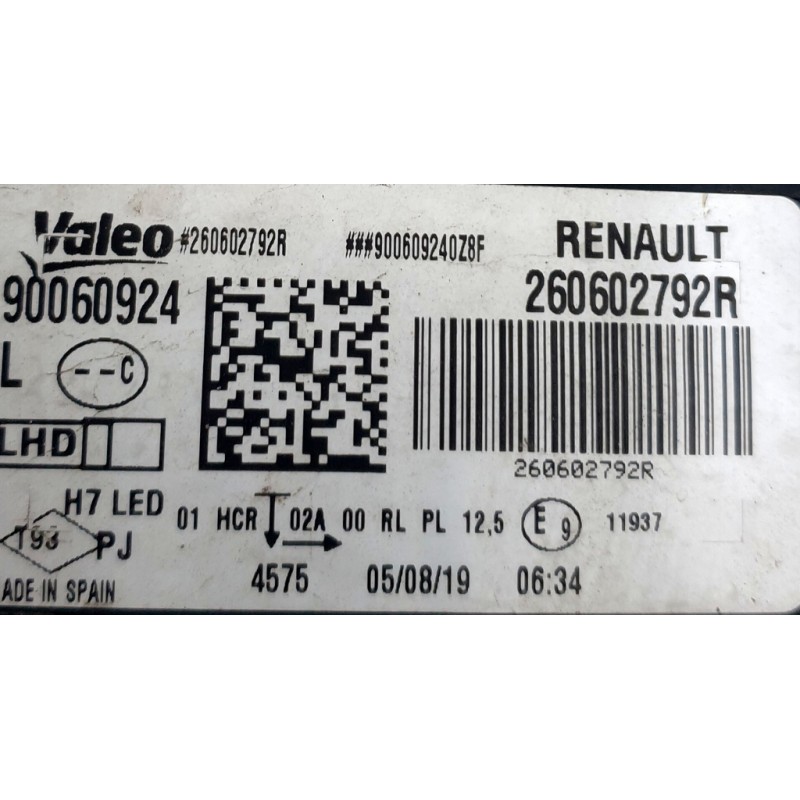 Valeo #260602792R ###900609240Z8F RENAULT
90060924 260602792R
L --C
LHD
260602792R
H7 LED 01 HCR 02A 00 RL PL 12,5 E9 11937
T93 PJ
ADE IN SPAIN 4575 05/08/19 06:34